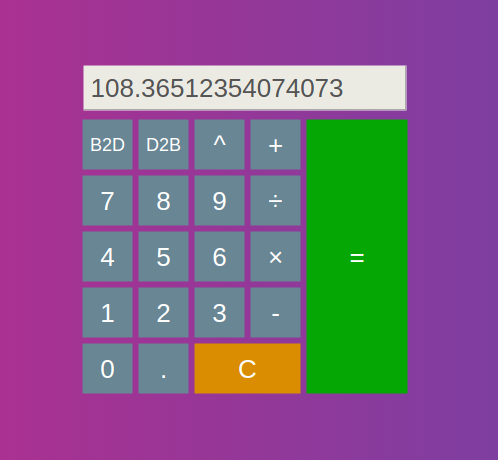 108.36512354074073
B2D D2B ^ +
7 8 9 ÷
4 5 6 × =
1 2 3 -
0 . C